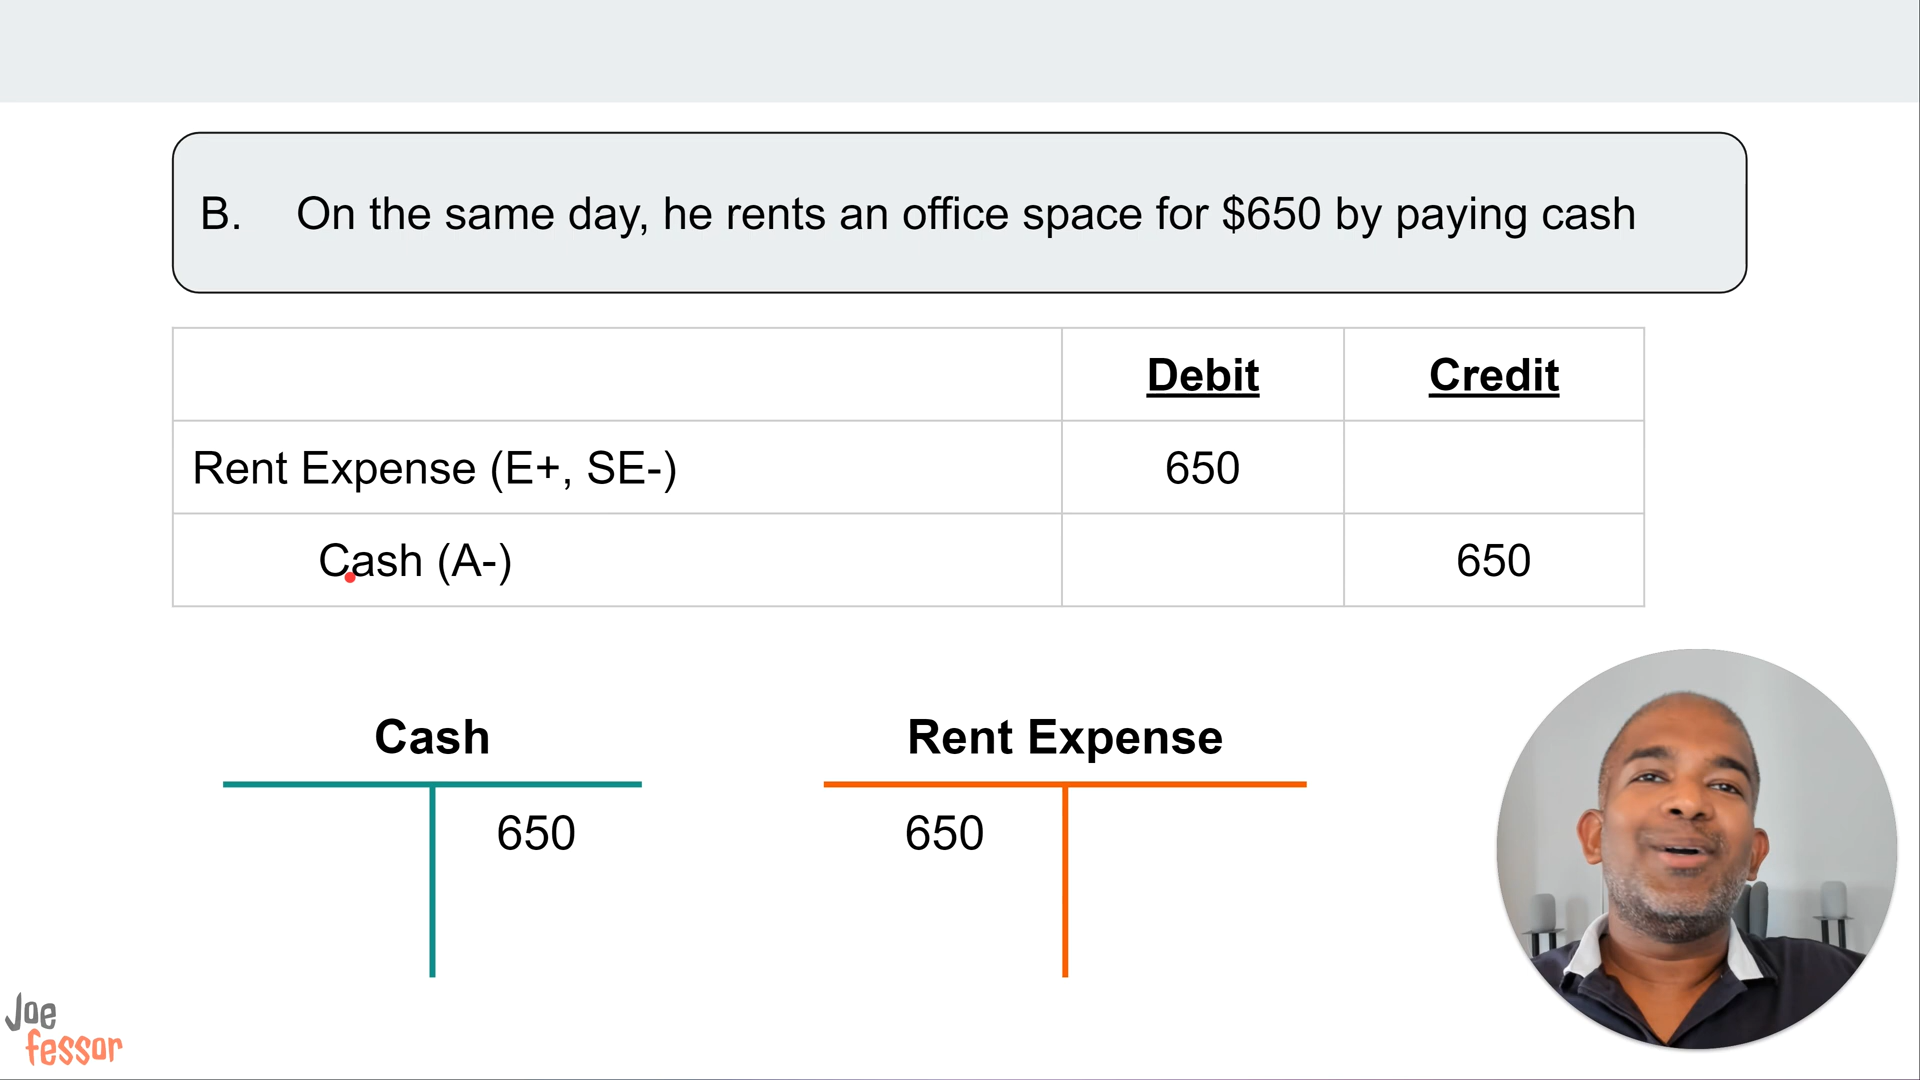 B. On the same day, he rents an office space for $650 by paying cash
Debit Credit
Rent Expense (E+, SE-) 650
Cash (A-) 650
Cash Rent Expense
650 650
Joe
fessor